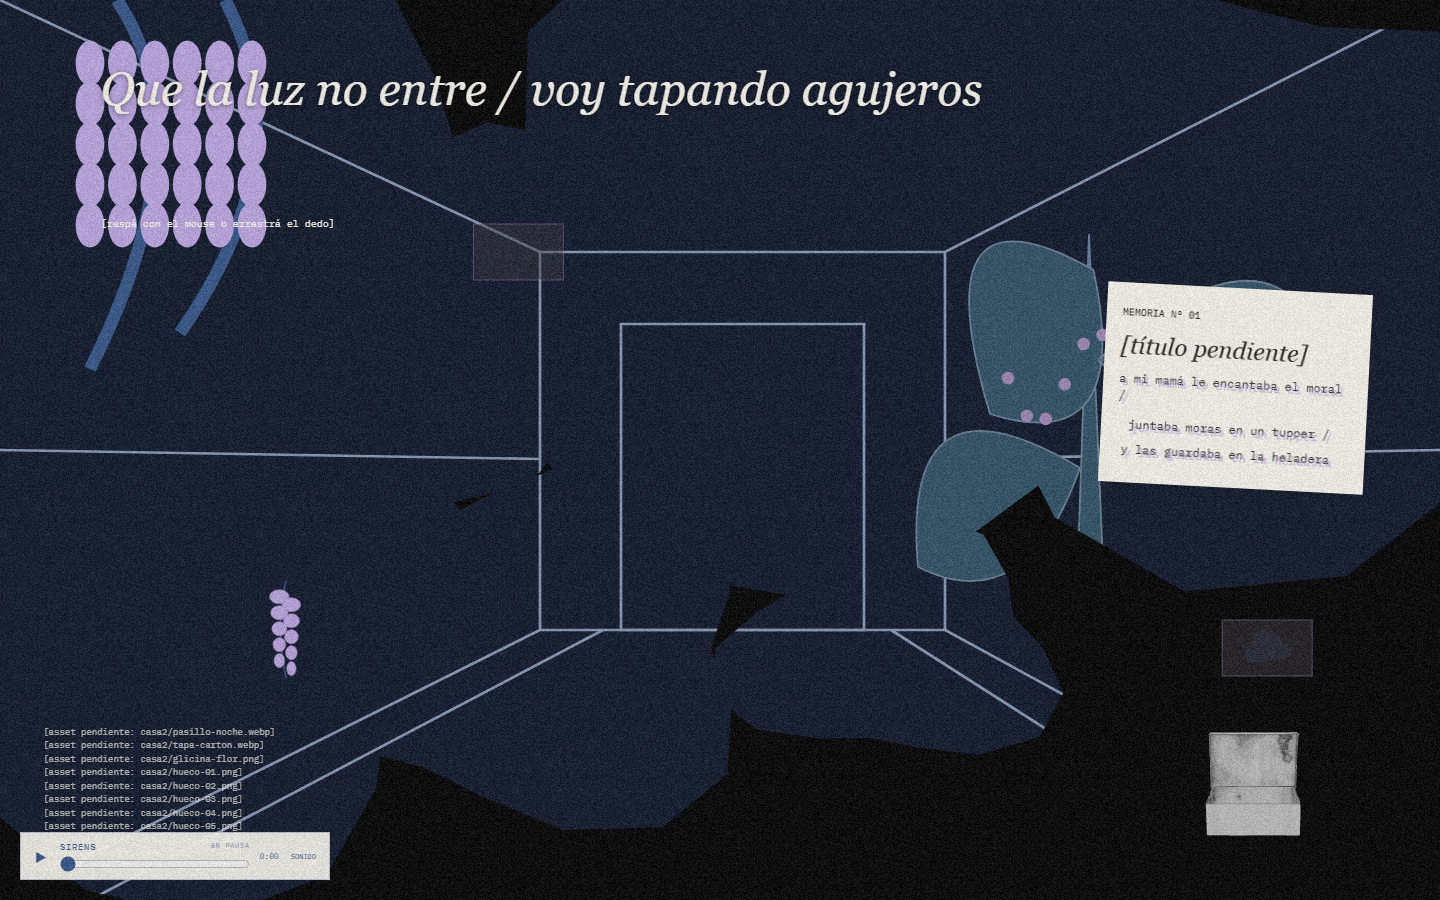 Que la luz no entre / voy tapando agujeros
[raspá con el mouse o arrastrá el dedo]
MEMORIA Nº 01
[título pendiente]
a mi mamá le encantaba el moral
/
juntaba moras en un tupper /
y las guardaba en la heladera
[asset pendiente: casa2/pasillo-noche.webp]
[asset pendiente: casa2/tapa-carton.webp]
[asset pendiente: casa2/glicina-flor.png]
[asset pendiente: casa2/hueco-01.png]
[asset pendiente: casa2/hueco-02.png]
[asset pendiente: casa2/hueco-03.png]
[asset pendiente: casa2/hueco-04.png]
[asset pendiente: casa2/hueco-05.png]
SIRENS
EN PAUSA
0:00
SONIDO